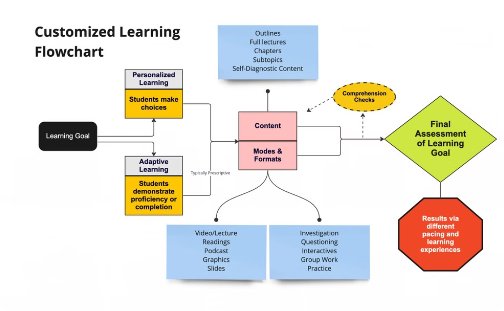 Customized Learning
Flowchart
Outlines
Full lectures
Chapters
Subtopics
Self-Diagnostic Content
Personalized
Learning
Students make
choices
Comprehension
Checks
Learning Goal
Content
Modes &
Formats
Final
Assessment
of Learning
Goal
Adaptive
Learning
Typically Prescriptive
Students
demonstrate
proficiency or
completion
Results via
different
pacing and
learning
experiences
Video/Lecture
Readings
Podcast
Graphics
Slides
Investigation
Questioning
Interactives
Group Work
Practice